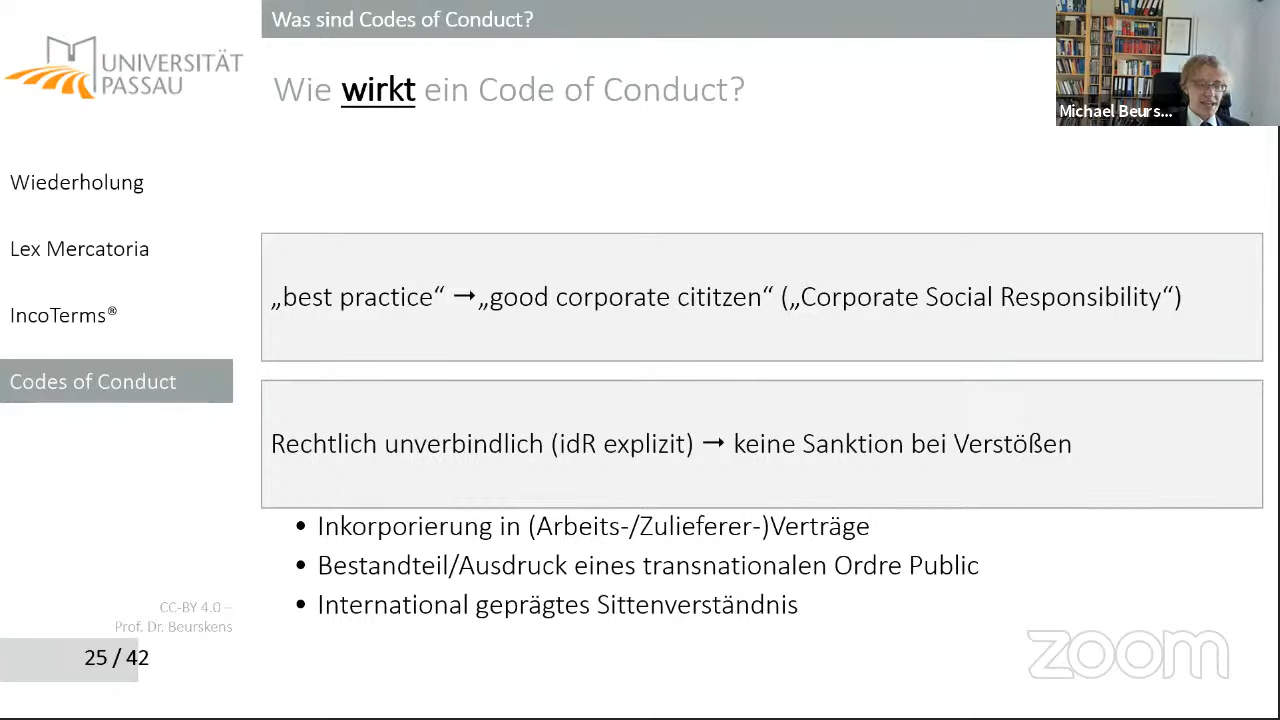 Was sind Codes of Conduct?
UNIVERSITÄT
PASSAU
Wie wirkt ein Code of Conduct?
Michael Beurs...
Wiederholung
Lex Mercatoria
IncoTerms®
Codes of Conduct
„best practice“ → „good corporate cititzen“ („Corporate Social Responsibility“)
Rechtlich unverbindlich (idR explizit) → keine Sanktion bei Verstößen
• Inkorporierung in (Arbeits-/Zulieferer-)Verträge
• Bestandteil/Ausdruck eines transnationalen Ordre Public
• International geprägtes Sittenverständnis
CC-BY 4.0 –
Prof. Dr. Beurskens
25 / 42
zoom